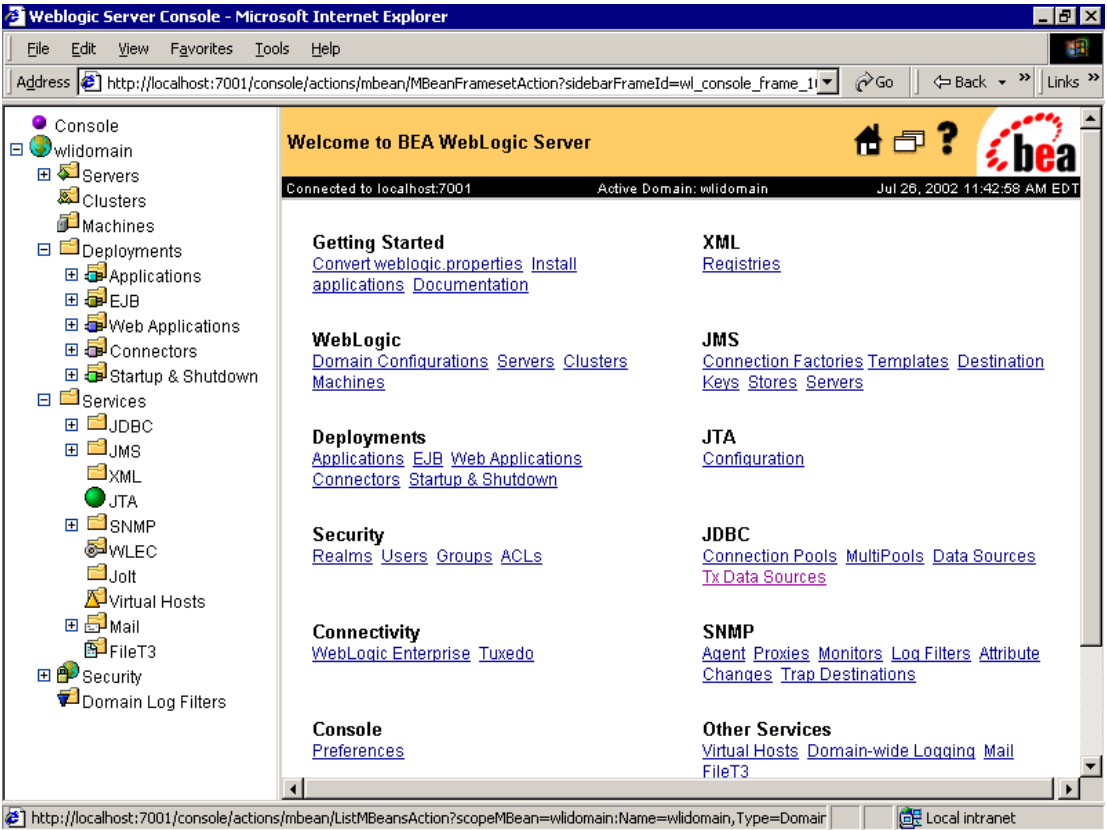 Weblogic Server Console - Microsoft Internet Explorer
File Edit View Favorites Tools Help
Address http://localhost:7001/console/actions/mbean/MBeanFramesetAction?sidebarFrameId=wl_console_frame_1 Go Back » Links »
Console
wlidomain
Servers
Clusters
Machines
Deployments
Applications
EJB
Web Applications
Connectors
Startup & Shutdown
Services
JDBC
JMS
XML
JTA
SNMP
WLEC
Jolt
Virtual Hosts
Mail
FileT3
Security
Domain Log Filters
Welcome to BEA WebLogic Server
? bea
Connected to localhost:7001 Active Domain: wlidomain Jul 26, 2002 11:42:58 AM EDT
Getting Started
Convert weblogic.properties Install
applications Documentation
XML
Registries
WebLogic
Domain Configurations Servers Clusters
Machines
JMS
Connection Factories Templates Destination
Keys Stores Servers
Deployments
Applications EJB Web Applications
Connectors Startup & Shutdown
JTA
Configuration
Security
Realms Users Groups ACLs
JDBC
Connection Pools MultiPools Data Sources
Tx Data Sources
Connectivity
WebLogic Enterprise Tuxedo
SNMP
Agent Proxies Monitors Log Filters Attribute
Changes Trap Destinations
Console
Preferences
Other Services
Virtual Hosts Domain-wide Logging Mail
FileT3
http://localhost:7001/console/actions/mbean/ListMBeansAction?scopeMBean=wlidomain:Name=wlidomain,Type=Domain Local intranet